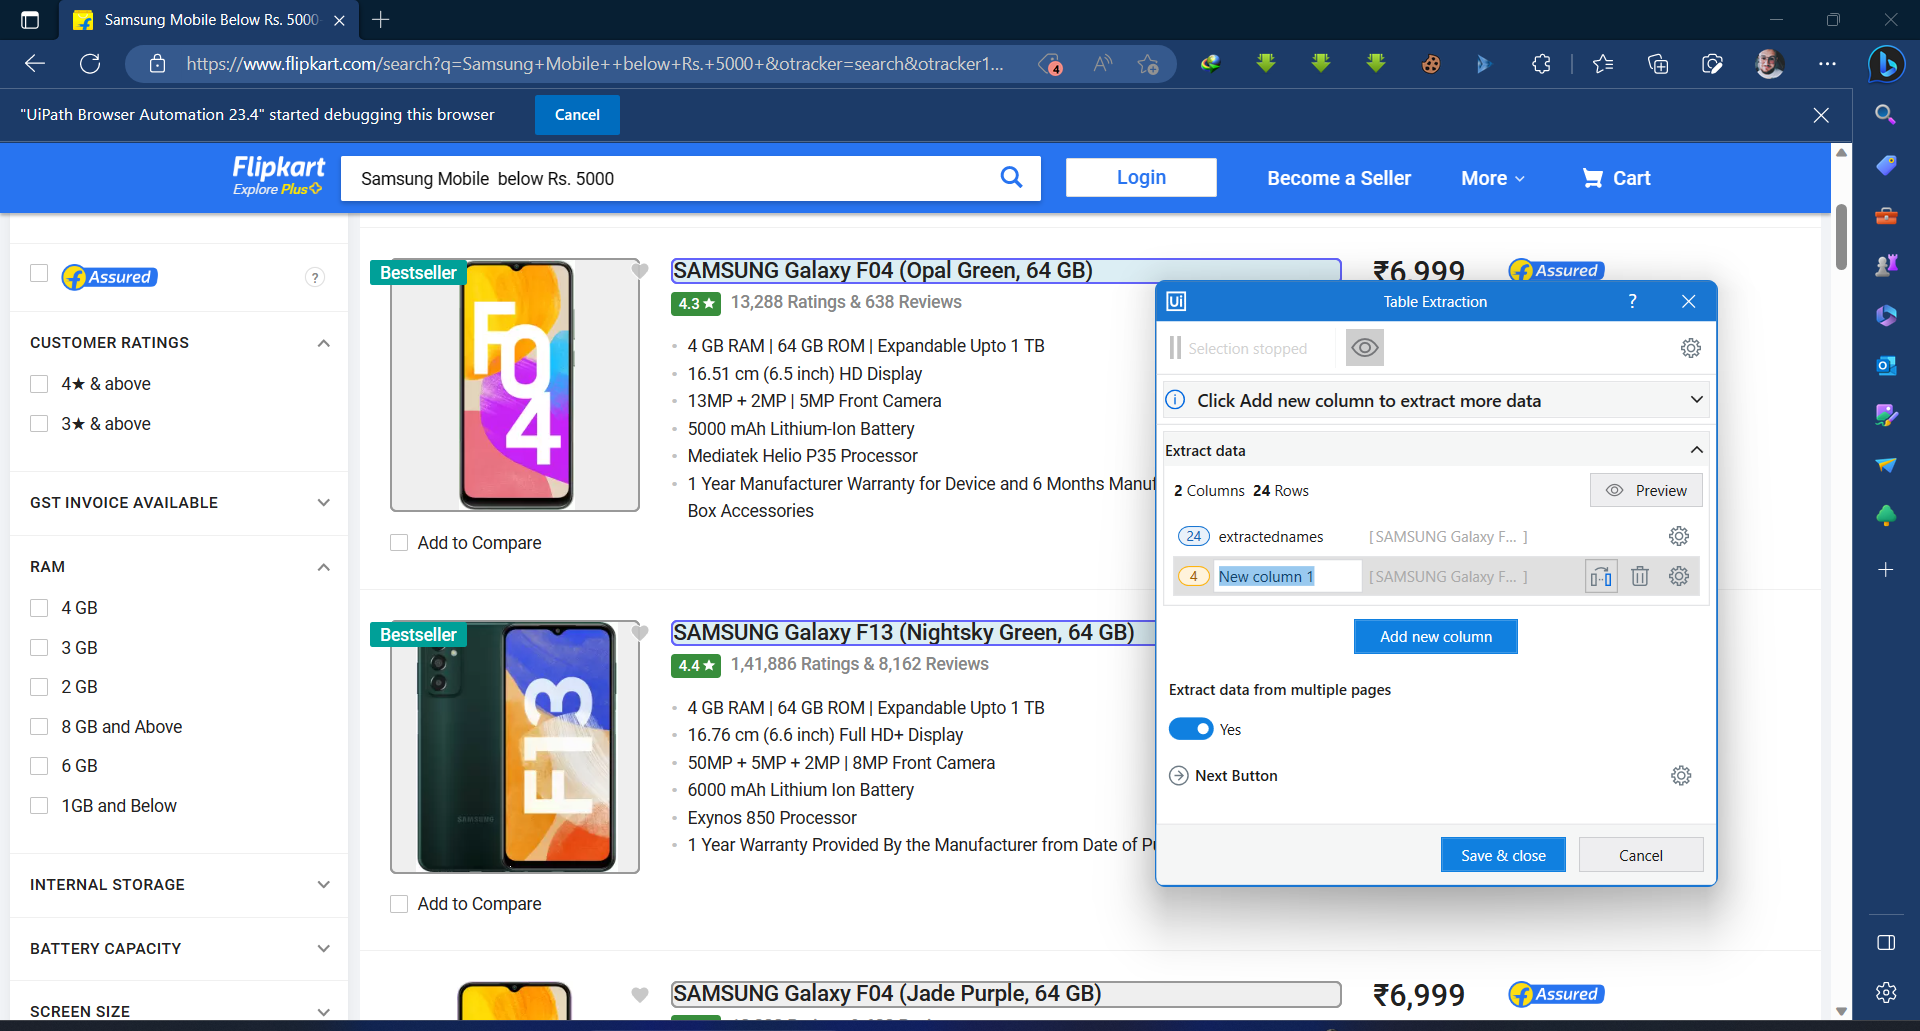 Samsung Mobile Below Rs. 5000
https://www.flipkart.com/search?q=Samsung+Mobile++below+Rs.+5000+&otracker=search&otracker1...
4
"UiPath Browser Automation 23.4" started debugging this browser
Cancel
Flipkart
Explore Plus
Samsung Mobile  below Rs. 5000
Login
Become a Seller
More
Cart
Assured
?
CUSTOMER RATINGS
4★ & above
3★ & above
GST INVOICE AVAILABLE
RAM
4 GB
3 GB
2 GB
8 GB and Above
6 GB
1GB and Below
INTERNAL STORAGE
BATTERY CAPACITY
SCREEN SIZE
Bestseller
F04
SAMSUNG Galaxy F04 (Opal Green, 64 GB)
4.3★ 13,288 Ratings & 638 Reviews
• 4 GB RAM | 64 GB ROM | Expandable Upto 1 TB
• 16.51 cm (6.5 inch) HD Display
• 13MP + 2MP | 5MP Front Camera
• 5000 mAh Lithium-Ion Battery
• Mediatek Helio P35 Processor
• 1 Year Manufacturer Warranty for Device and 6 Months Manuf
Box Accessories
₹6,999
Assured
Add to Compare
Bestseller
SAMSUNG
F13
SAMSUNG Galaxy F13 (Nightsky Green, 64 GB)
4.4★ 1,41,886 Ratings & 8,162 Reviews
• 4 GB RAM | 64 GB ROM | Expandable Upto 1 TB
• 16.76 cm (6.6 inch) Full HD+ Display
• 50MP + 5MP + 2MP | 8MP Front Camera
• 6000 mAh Lithium Ion Battery
• Exynos 850 Processor
• 1 Year Warranty Provided By the Manufacturer from Date of
Add to Compare
SAMSUNG Galaxy F04 (Jade Purple, 64 GB)
₹6,999
Assured
Ui
Table Extraction
?
Selection stopped
Click Add new column to extract more data
Extract data
2 Columns 24 Rows
Preview
24 extractednames [SAMSUNG Galaxy F... ]
4 New column 1 [SAMSUNG Galaxy F... ]
Add new column
Extract data from multiple pages
Yes
Next Button
Save & close
Cancel